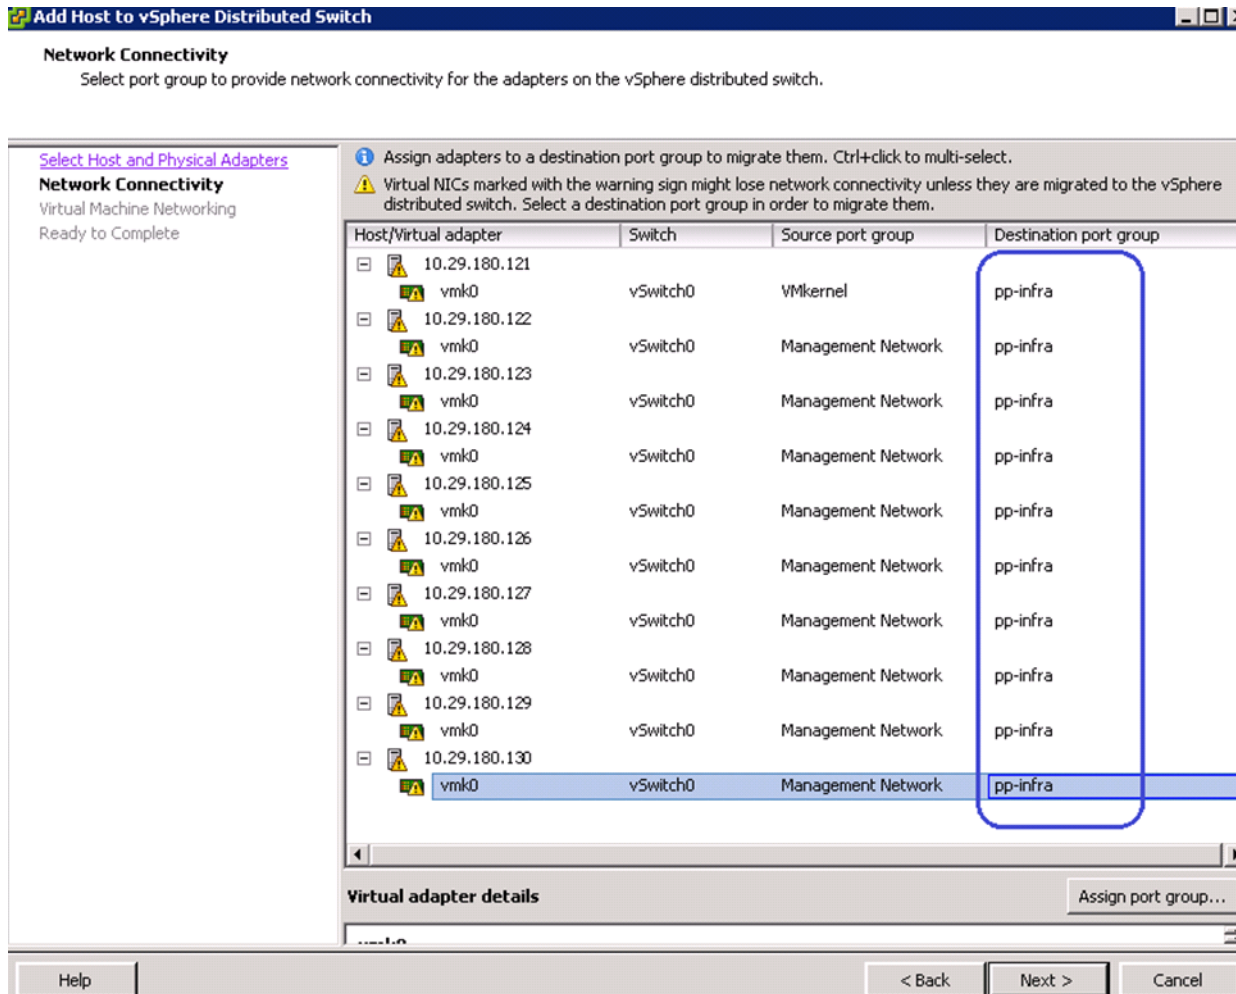 Add Host to vSphere Distributed Switch
Network Connectivity
Select port group to provide network connectivity for the adapters on the vSphere distributed switch.
Select Host and Physical Adapters
Network Connectivity
Virtual Machine Networking
Ready to Complete
Assign adapters to a destination port group to migrate them. Ctrl+click to multi-select.
Virtual NICs marked with the warning sign might lose network connectivity unless they are migrated to the vSphere
distributed switch. Select a destination port group in order to migrate them.
Host/Virtual adapter Switch Source port group Destination port group
10.29.180.121
vmk0 vSwitch0 VMkernel pp-infra
10.29.180.122
vmk0 vSwitch0 Management Network pp-infra
10.29.180.123
vmk0 vSwitch0 Management Network pp-infra
10.29.180.124
vmk0 vSwitch0 Management Network pp-infra
10.29.180.125
vmk0 vSwitch0 Management Network pp-infra
10.29.180.126
vmk0 vSwitch0 Management Network pp-infra
10.29.180.127
vmk0 vSwitch0 Management Network pp-infra
10.29.180.128
vmk0 vSwitch0 Management Network pp-infra
10.29.180.129
vmk0 vSwitch0 Management Network pp-infra
10.29.180.130
vmk0 vSwitch0 Management Network pp-infra
Virtual adapter details
Assign port group...
Help
< Back
Next >
Cancel